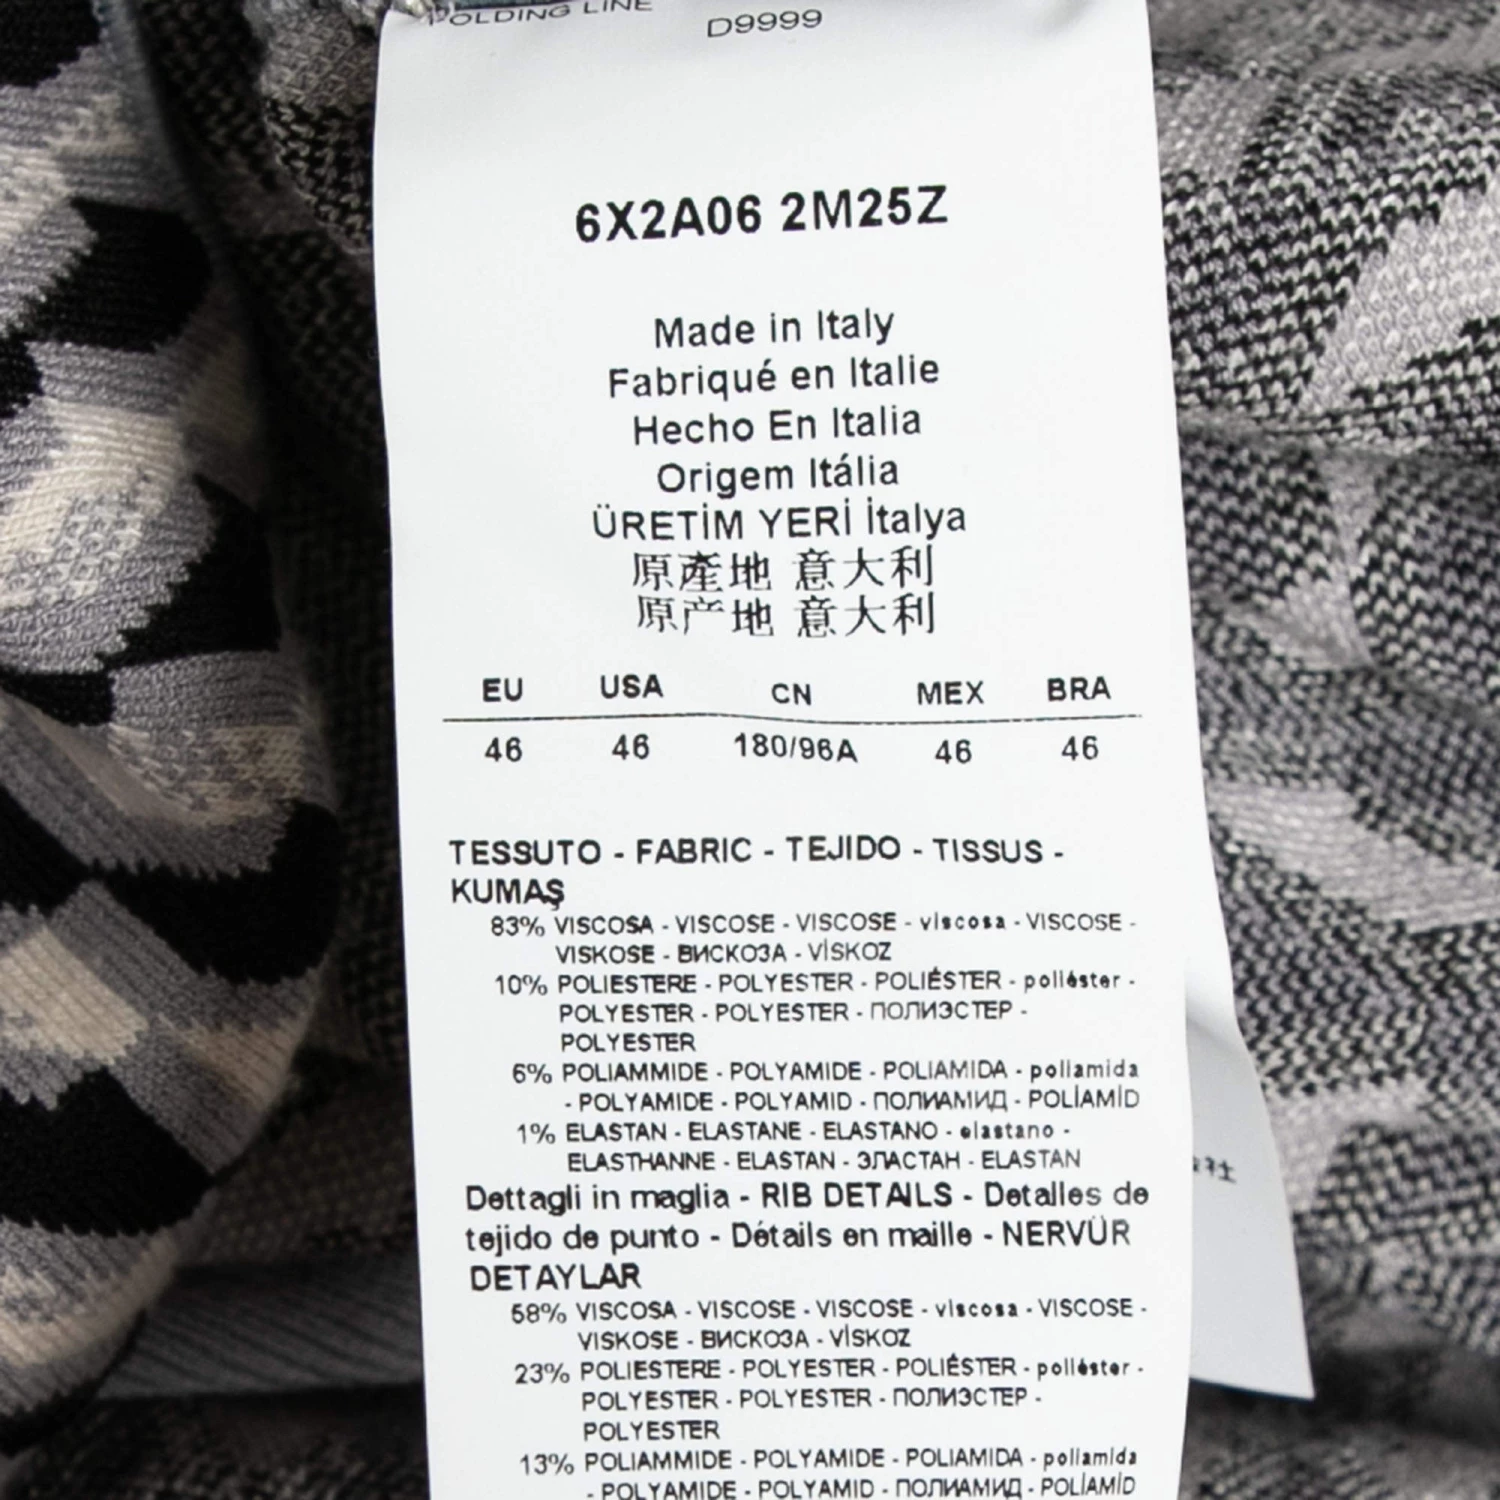 FOLDING LINE
D9999
6X2A06 2M25Z
Made in Italy
Fabriqué en Italie
Hecho En Italia
Origem Itália
ÜRETİM YERİ İtalya
原產地 意大利
原产地 意大利
EU USA CN MEX BRA
46 46 180/96A 46 46
TESSUTO - FABRIC - TEJIDO - TISSUS -
KUMAŞ
83% VISCOSA - VISCOSE - VISCOSE - viscosa - VISCOSE -
VISKOSE - ВИСКОЗА - VİSKOZ
10% POLIESTERE - POLYESTER - POLIÉSTER - poliéster -
POLYESTER - POLYESTER - ПОЛИЭСТЕР -
POLYESTER
6% POLIAMMIDE - POLYAMIDE - POLIAMIDA - poliamida
- POLYAMIDE - POLYAMID - ПОЛИАМИД - POLİAMİD
1% ELASTAN - ELASTANE - ELASTANO - elastano -
ELASTHANNE - ELASTAN - ЭЛАСТАН - ELASTAN
Dettagli in maglia - RIB DETAILS - Detalles de
tejido de punto - Détails en maille - NERVÜR
DETAYLAR
58% VISCOSA - VISCOSE - VISCOSE - viscosa - VISCOSE -
VISKOSE - ВИСКОЗА - VİSKOZ
23% POLIESTERE - POLYESTER - POLIÉSTER - poliéster -
POLYESTER - POLYESTER - ПОЛИЭСТЕР -
POLYESTER
13% POLIAMMIDE - POLYAMIDE - POLIAMIDA - poliamida
- POLYAMIDE - POLYAMID - ПОЛИАМИД - POLİAMİD